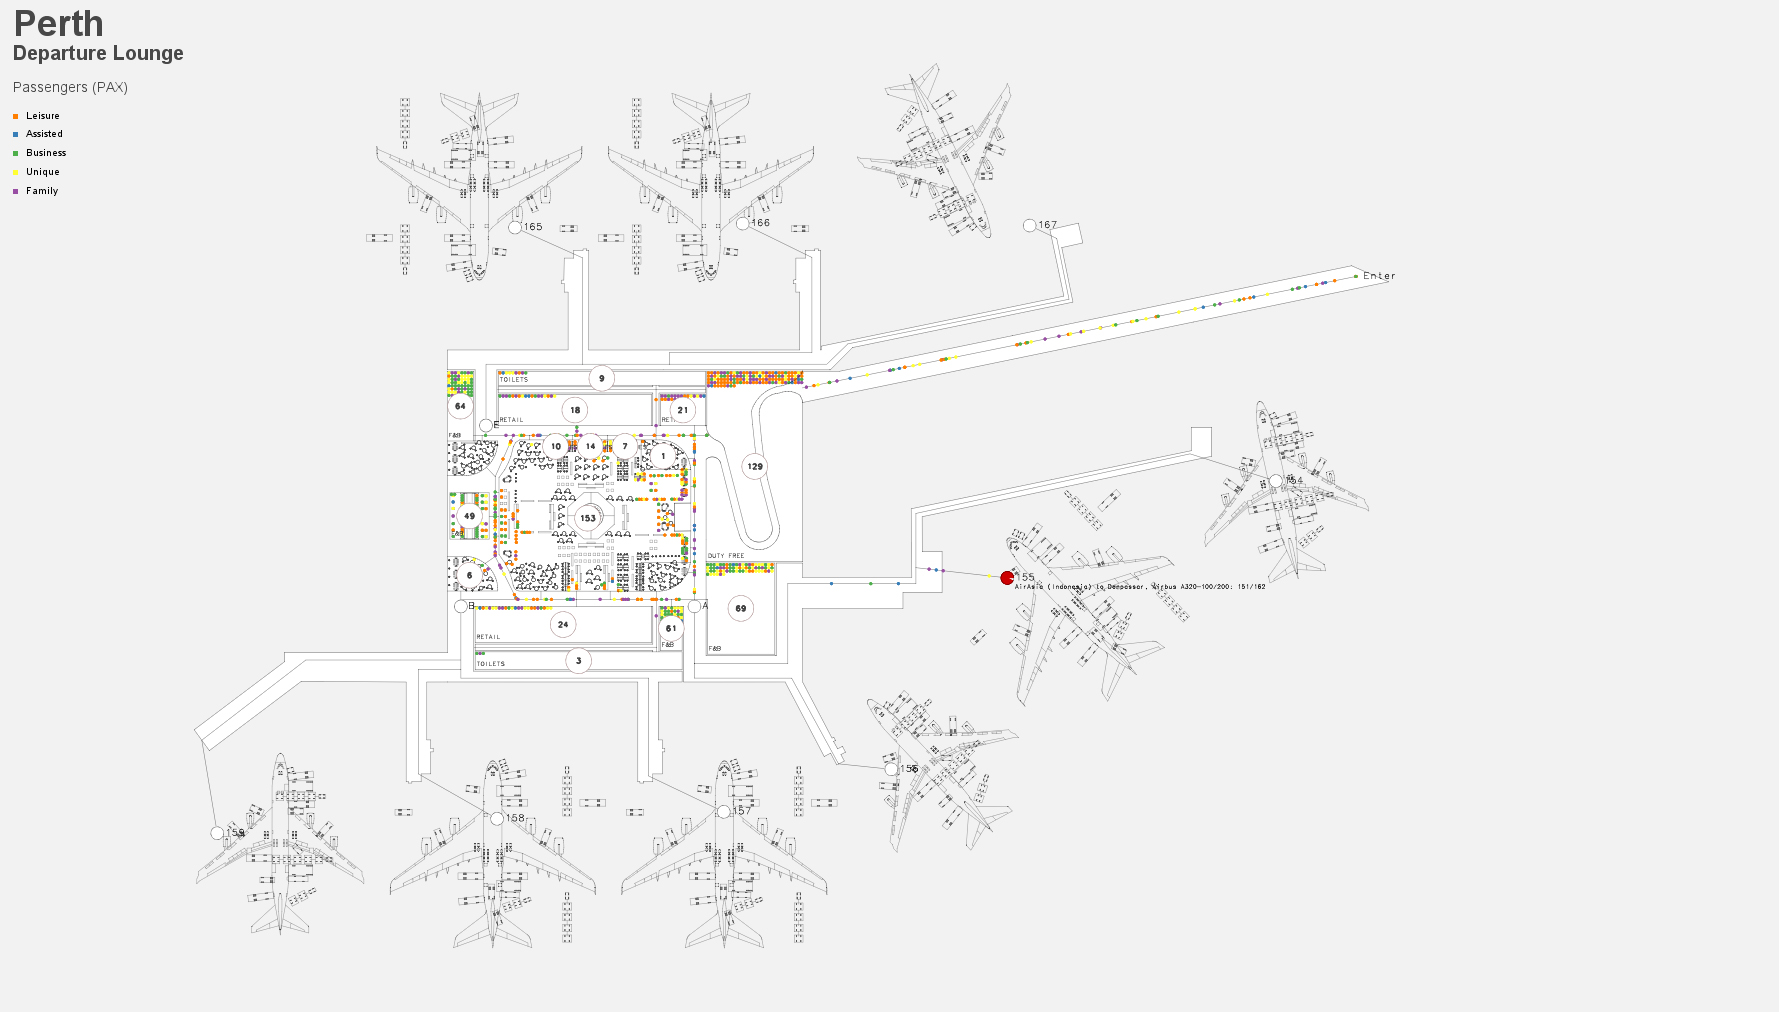 Perth
Departure Lounge
Passengers (PAX)
Leisure
Assisted
Business
Unique
Family
165
166
167
Enter
TOILETS
9
64
18
21
RETAIL
F&B
E
10
14
7
1
129
154
49
153
F&B
DUTY FREE
155
AirAsia (Indonesia) to Denpasar, Airbus A320-100/200: 151/162
6
B
A
24
61
69
RETAIL
F&B
F&B
TOILETS
3
156
157
158
159